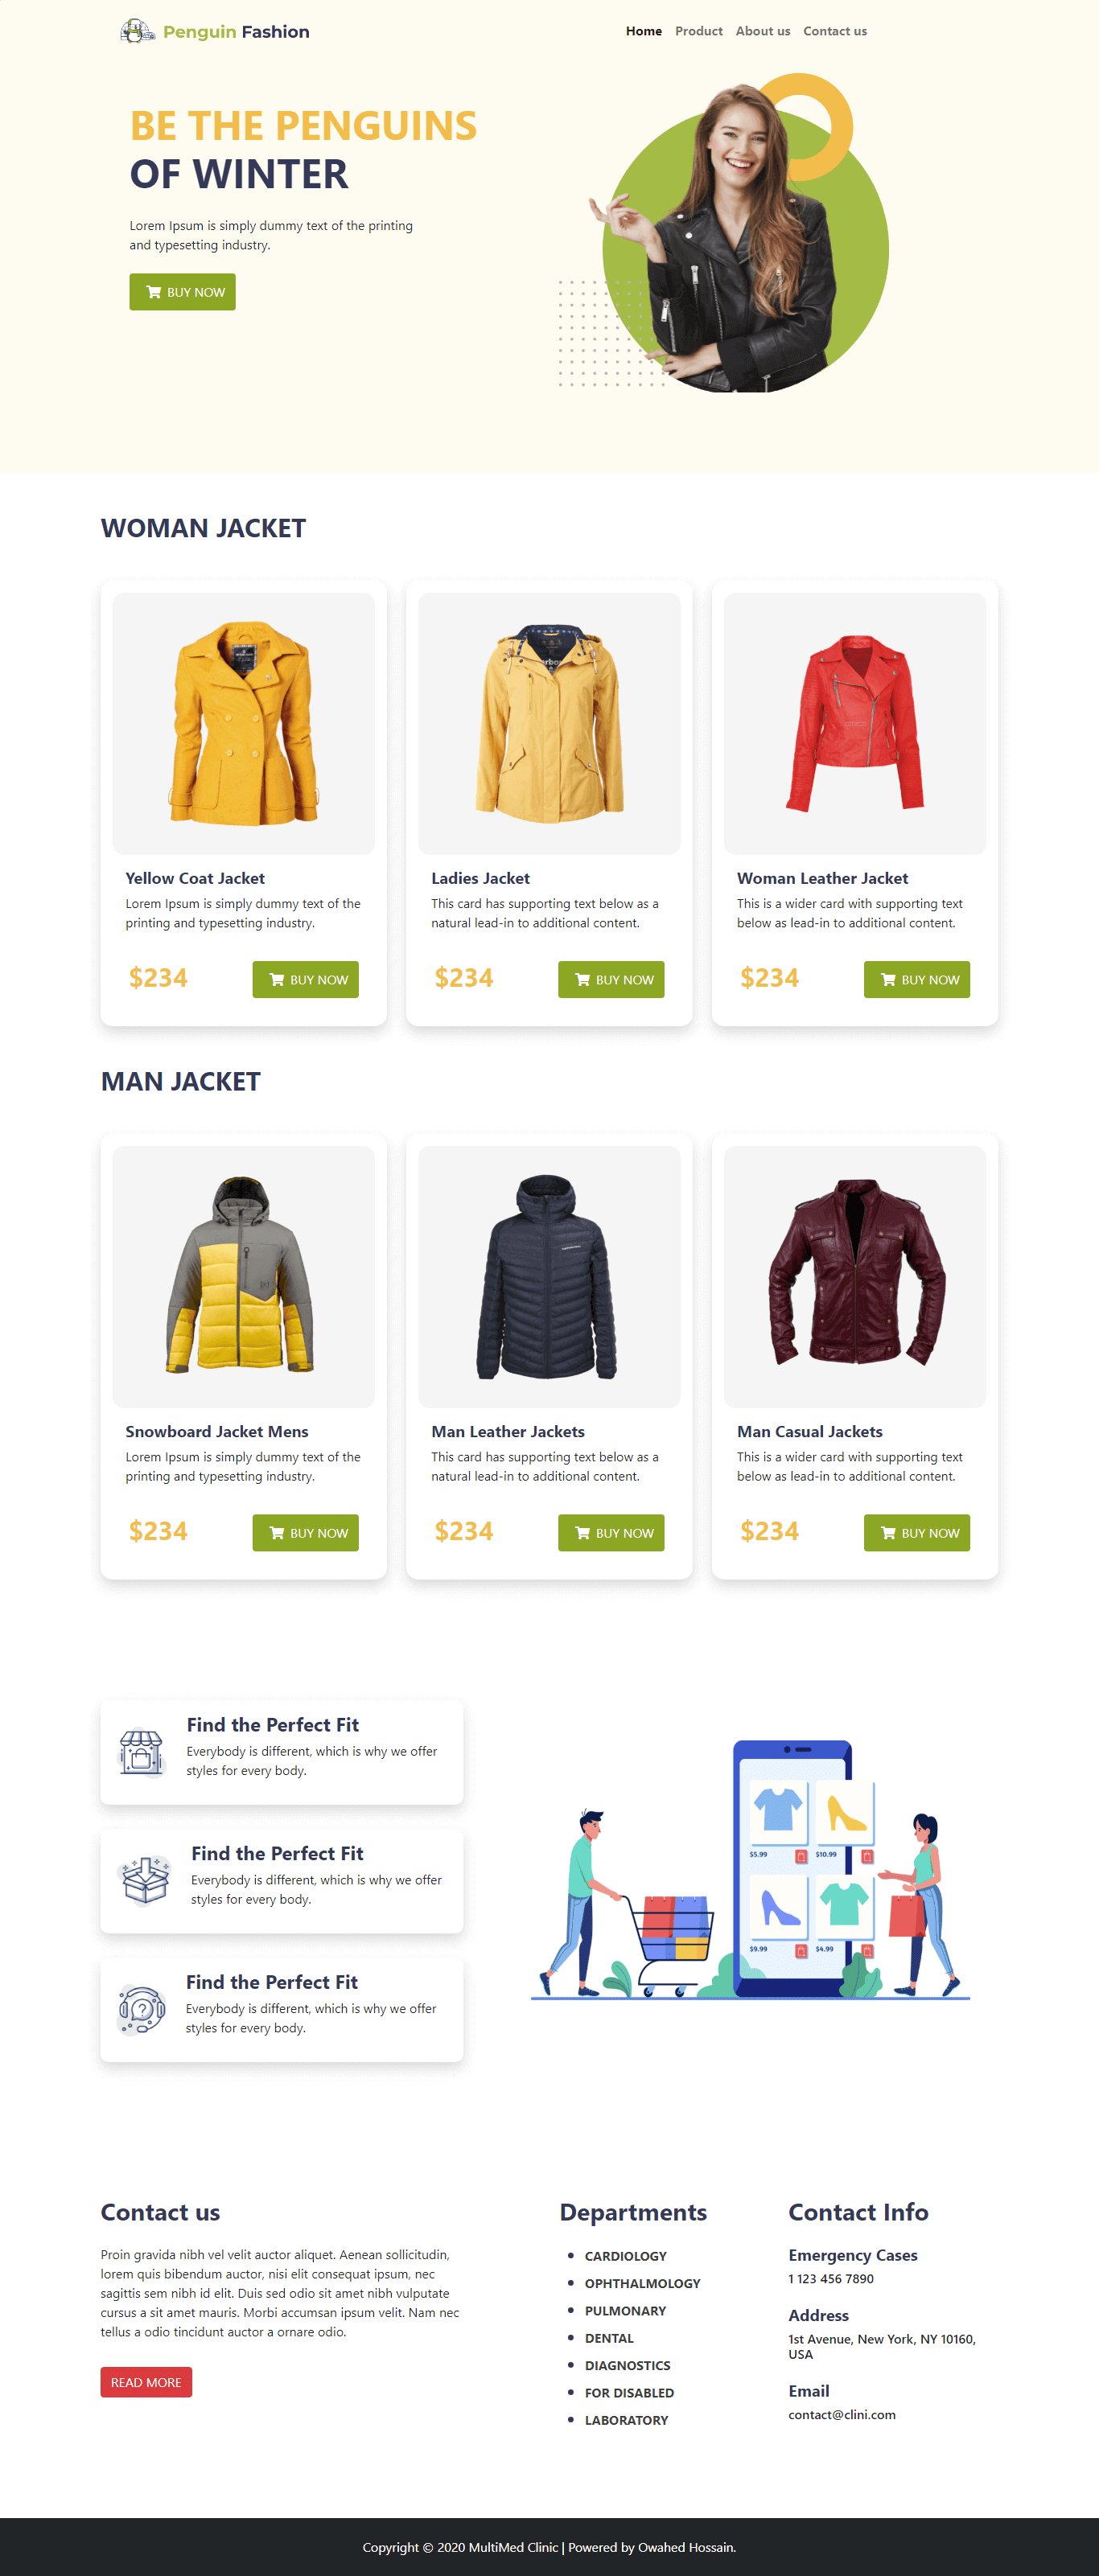 Penguin Fashion
Home Product About us Contact us
BE THE PENGUINS
OF WINTER
Lorem Ipsum is simply dummy text of the printing
and typesetting industry.
BUY NOW
WOMAN JACKET
Yellow Coat Jacket
Lorem Ipsum is simply dummy text of the
printing and typesetting industry.
$234
BUY NOW
Ladies Jacket
This card has supporting text below as a
natural lead-in to additional content.
$234
BUY NOW
Woman Leather Jacket
This is a wider card with supporting text
below as lead-in to additional content.
$234
BUY NOW
MAN JACKET
Snowboard Jacket Mens
Lorem Ipsum is simply dummy text of the
printing and typesetting industry.
$234
BUY NOW
Man Leather Jackets
This card has supporting text below as a
natural lead-in to additional content.
$234
BUY NOW
Man Casual Jackets
This is a wider card with supporting text
below as lead-in to additional content.
$234
BUY NOW
Find the Perfect Fit
Everybody is different, which is why we offer
styles for every body.
Find the Perfect Fit
Everybody is different, which is why we offer
styles for every body.
Find the Perfect Fit
Everybody is different, which is why we offer
styles for every body.
$5.99
$10.99
$9.99
$4.99
Contact us
Proin gravida nibh vel velit auctor aliquet. Aenean sollicitudin,
lorem quis bibendum auctor, nisi elit consequat ipsum, nec
sagittis sem nibh id elit. Duis sed odio sit amet nibh vulputate
cursus a sit amet mauris. Morbi accumsan ipsum velit. Nam nec
tellus a odio tincidunt auctor a ornare odio.
READ MORE
Departments
CARDIOLOGY
OPHTHALMOLOGY
PULMONARY
DENTAL
DIAGNOSTICS
FOR DISABLED
LABORATORY
Contact Info
Emergency Cases
1 123 456 7890
Address
1st Avenue, New York, NY 10160,
USA
Email
contact@clini.com
Copyright © 2020 MultiMed Clinic | Powered by Owahed Hossain.